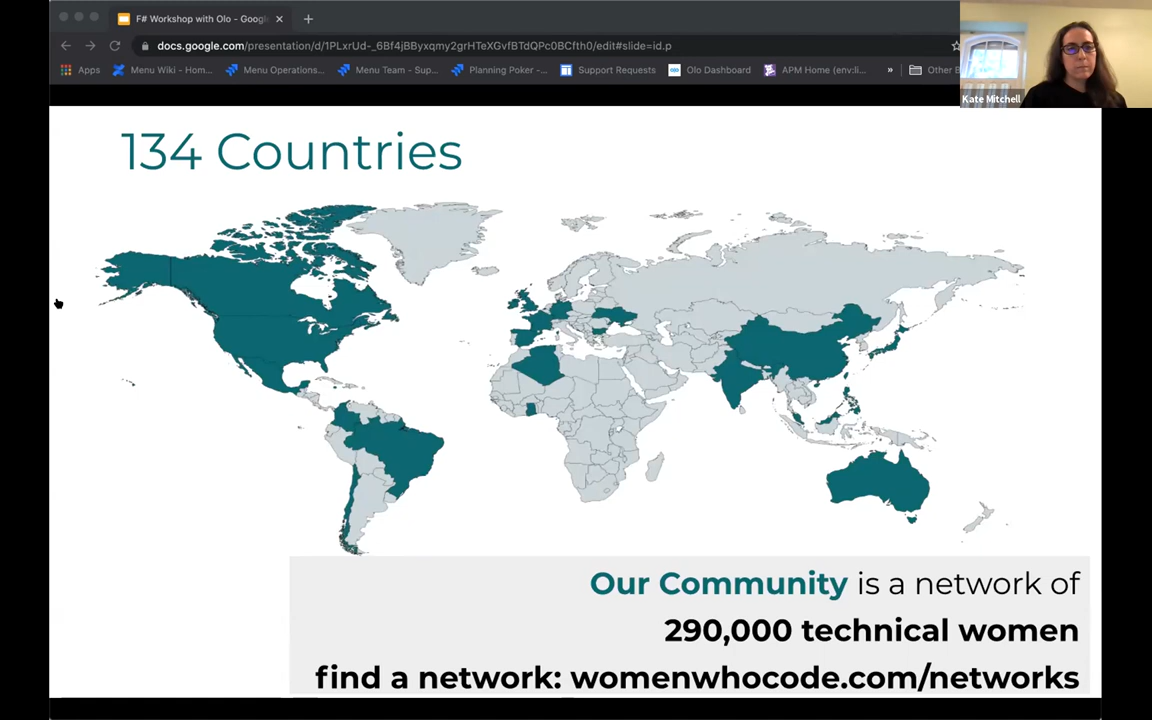 F# Workshop with Olo - Goog
docs.google.com/presentation/d/1PLxrUd-_6Bf4jBByxqmy2grHTeXGvfBTdQPc0BCfth0/edit#slide=id.p
Apps
Menu Wiki - Hom...
Menu Operations...
Menu Team - Sup...
Planning Poker -...
Support Requests
Olo Dashboard
APM Home (env:li...
»
Other B
Kate Mitchell
134 Countries
Our Community is a network of
290,000 technical women
find a network: womenwhocode.com/networks